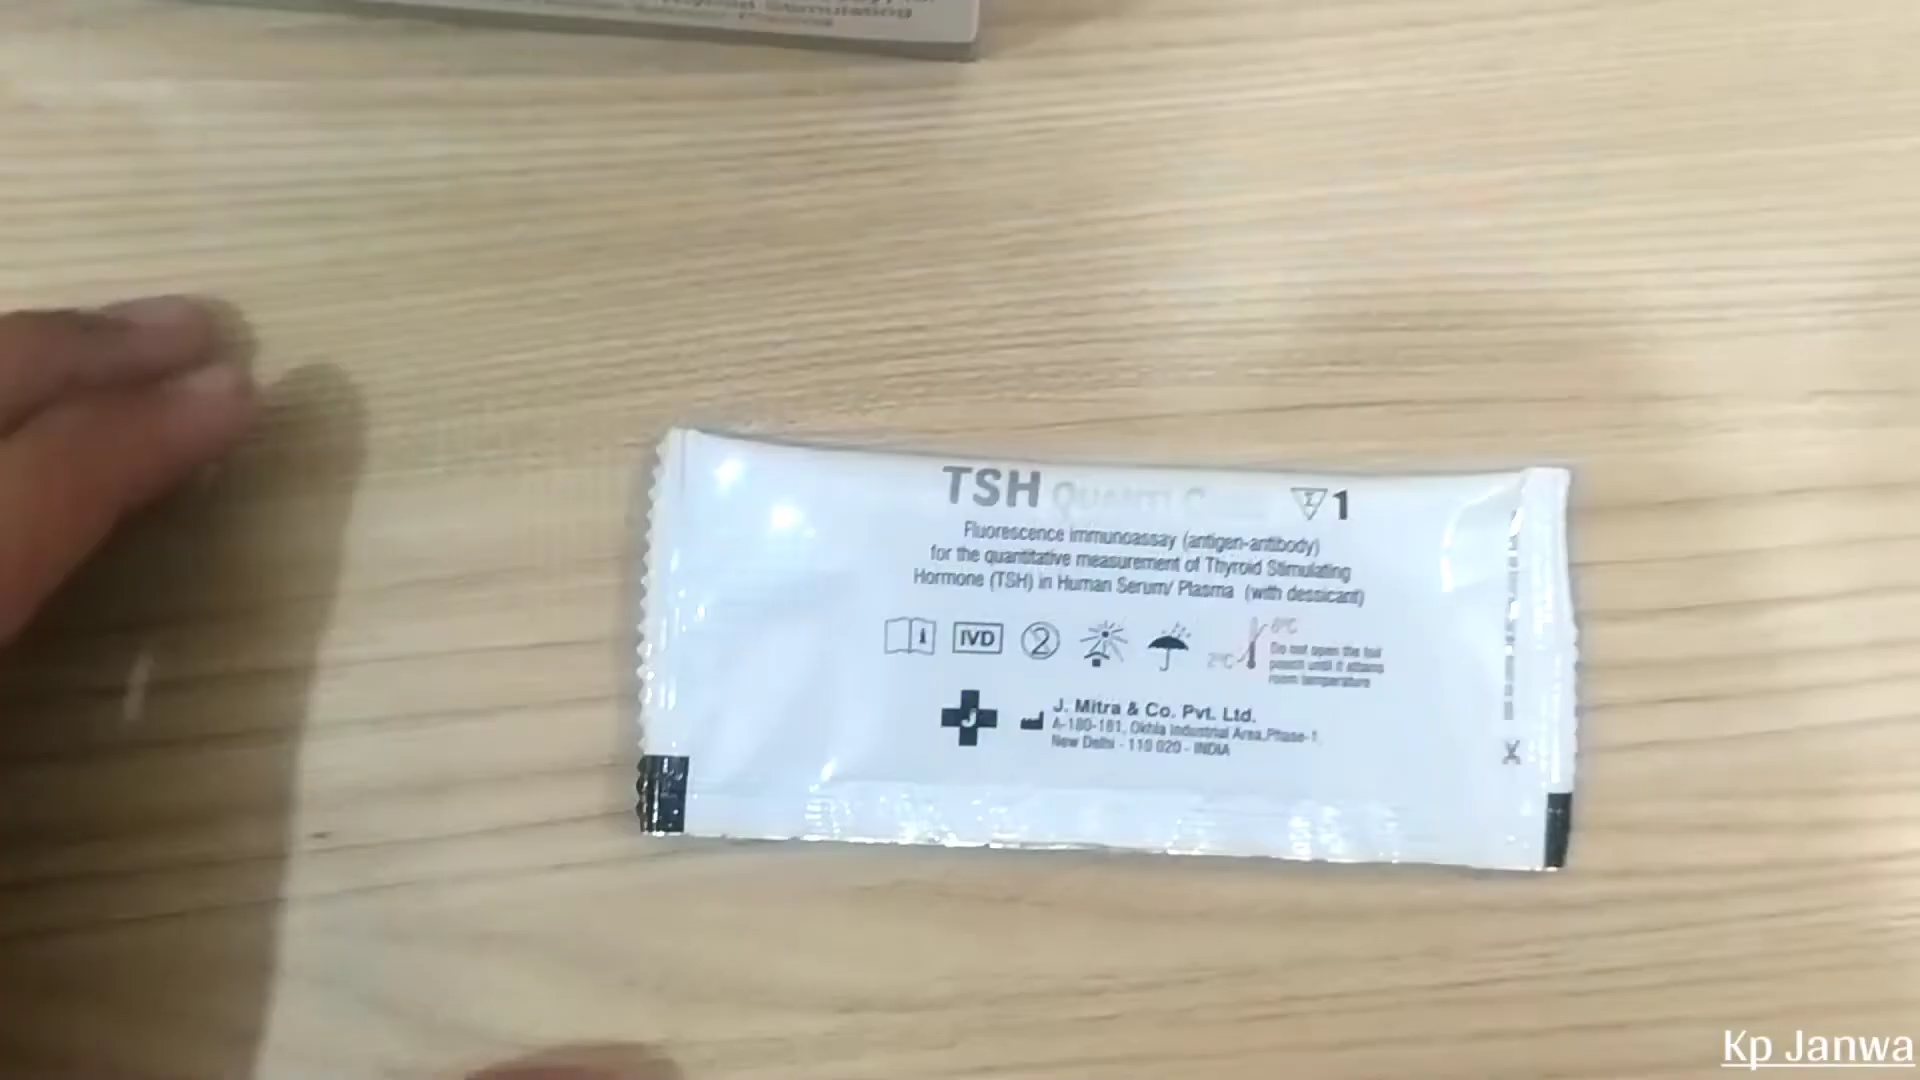 Stimulating
TSH QUANTI C
Σ 1
Fluorescence immunoassay (antigen-antibody)
for the quantitative measurement of Thyroid Stimulating
Hormone (TSH) in Human Serum/ Plasma (with dessicant)
i IVD 2
8°C
2°C
Do not open the foil
pouch until it attains
room temperature
J
J. Mitra & Co. Pvt. Ltd.
A-180-181, Okhla Industrial Area, Phase-1,
New Delhi - 110 020 - INDIA
Kp Janwa